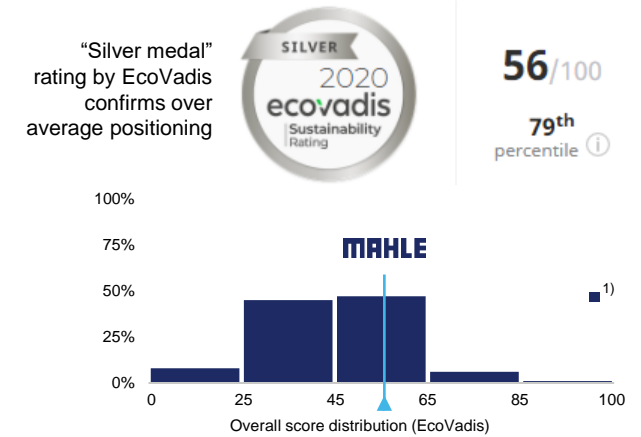 “Silver medal”
rating by EcoVadis
confirms over
average positioning
SILVER
2020
ecovadis
Sustainability
Rating
56/100
79th
percentile
100%
75%
50%
25%
0%
MAHLE
1)
0 25 45 65 85 100
Overall score distribution (EcoVadis)